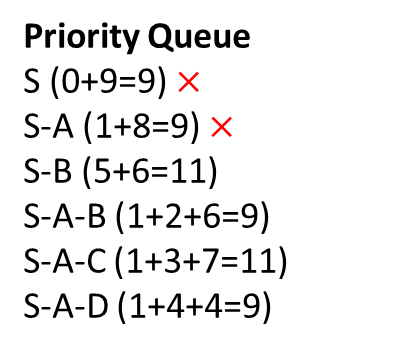 Priority Queue
S (0+9=9) ×
S-A (1+8=9) ×
S-B (5+6=11)
S-A-B (1+2+6=9)
S-A-C (1+3+7=11)
S-A-D (1+4+4=9)